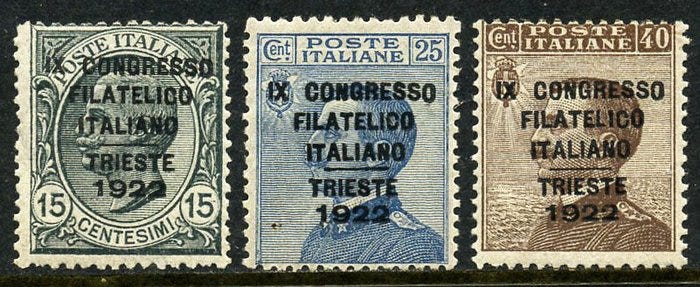 POSTE ITALIANE
IX CONGRESSO
FILATELICO
ITALIANO
TRIESTE
1922
15 15
CENTESIMI
Cent. POSTE 25
ITALIANE
IX CONGRESSO
FILATELICO
ITALIANO
TRIESTE
1922
Cent. POSTE 40
ITALIANE
IX CONGRESSO
FILATELICO
ITALIANO
TRIESTE
1922